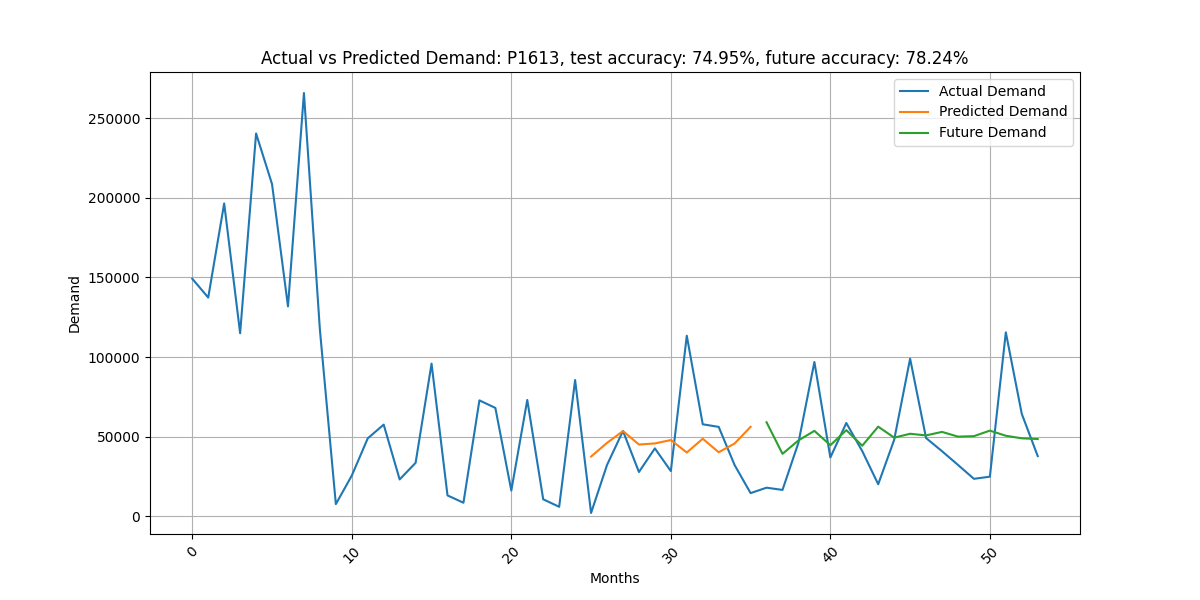 Actual vs Predicted Demand: P1613, test accuracy: 74.95%, future accuracy: 78.24%
Actual Demand
Predicted Demand
Future Demand
250000
200000
150000
100000
50000
0
Demand
0 10 20 30 40 50
Months